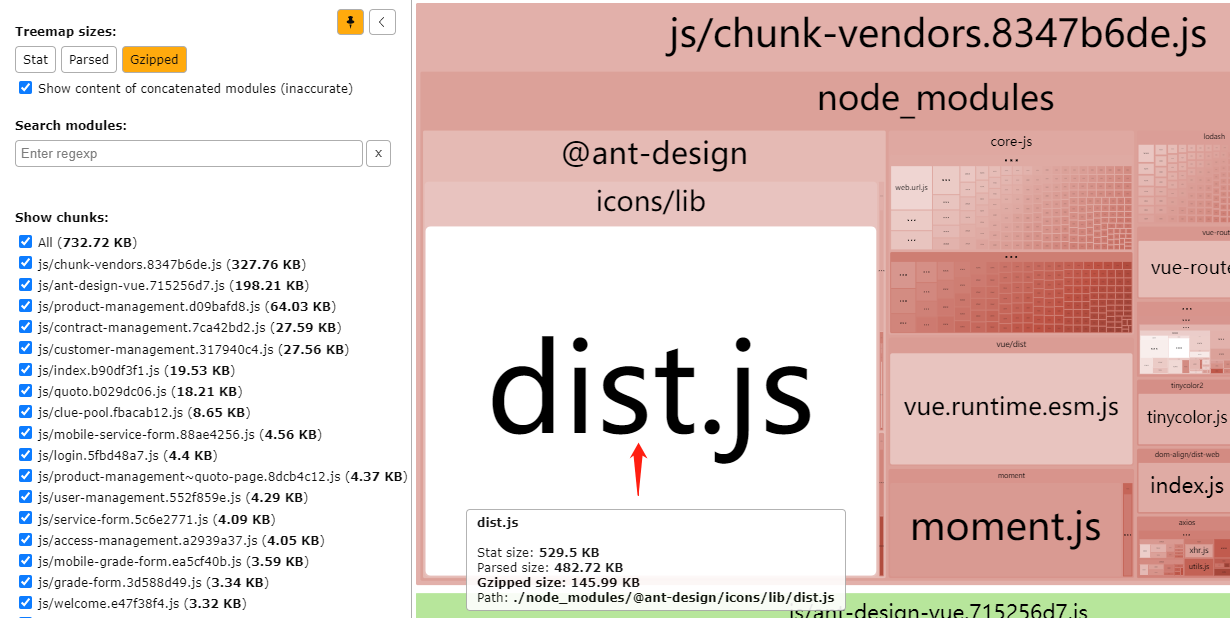 Treemap sizes:
Stat Parsed Gzipped
Show content of concatenated modules (inaccurate)
Search modules:
Enter regexp x
Show chunks:
All (732.72 KB)
js/chunk-vendors.8347b6de.js (327.76 KB)
js/ant-design-vue.715256d7.js (198.21 KB)
js/product-management.d09bafd8.js (64.03 KB)
js/contract-management.7ca42bd2.js (27.59 KB)
js/customer-management.317940c4.js (27.56 KB)
js/index.b90df3f1.js (19.53 KB)
js/quoto.b029dc06.js (18.21 KB)
js/clue-pool.fbacab12.js (8.65 KB)
js/mobile-service-form.88ae4256.js (4.56 KB)
js/login.5fbd48a7.js (4.4 KB)
js/product-management~quoto-page.8dcb4c12.js (4.37 KB)
js/user-management.552f859e.js (4.29 KB)
js/service-form.5c6e2771.js (4.09 KB)
js/access-management.a2939a37.js (4.05 KB)
js/mobile-grade-form.ea5cf40b.js (3.59 KB)
js/grade-form.3d588d49.js (3.34 KB)
js/welcome.e47f38f4.js (3.32 KB)
js/chunk-vendors.8347b6de.js
node_modules
@ant-design
icons/lib
dist.js
dist.js
Stat size: 529.5 KB
Parsed size: 482.72 KB
Gzipped size: 145.99 KB
Path: ./node_modules/@ant-design/icons/lib/dist.js
core-js
...
web.url.js
...
vue/dist
vue.runtime.esm.js
moment
moment.js
lodash
vue-rout
vue-route
tinycolor2
tinycolor.js
dom-align/dist-web
index.js
axios
xhr.js
utils.js
js/ant-design-vue.715256d7.js